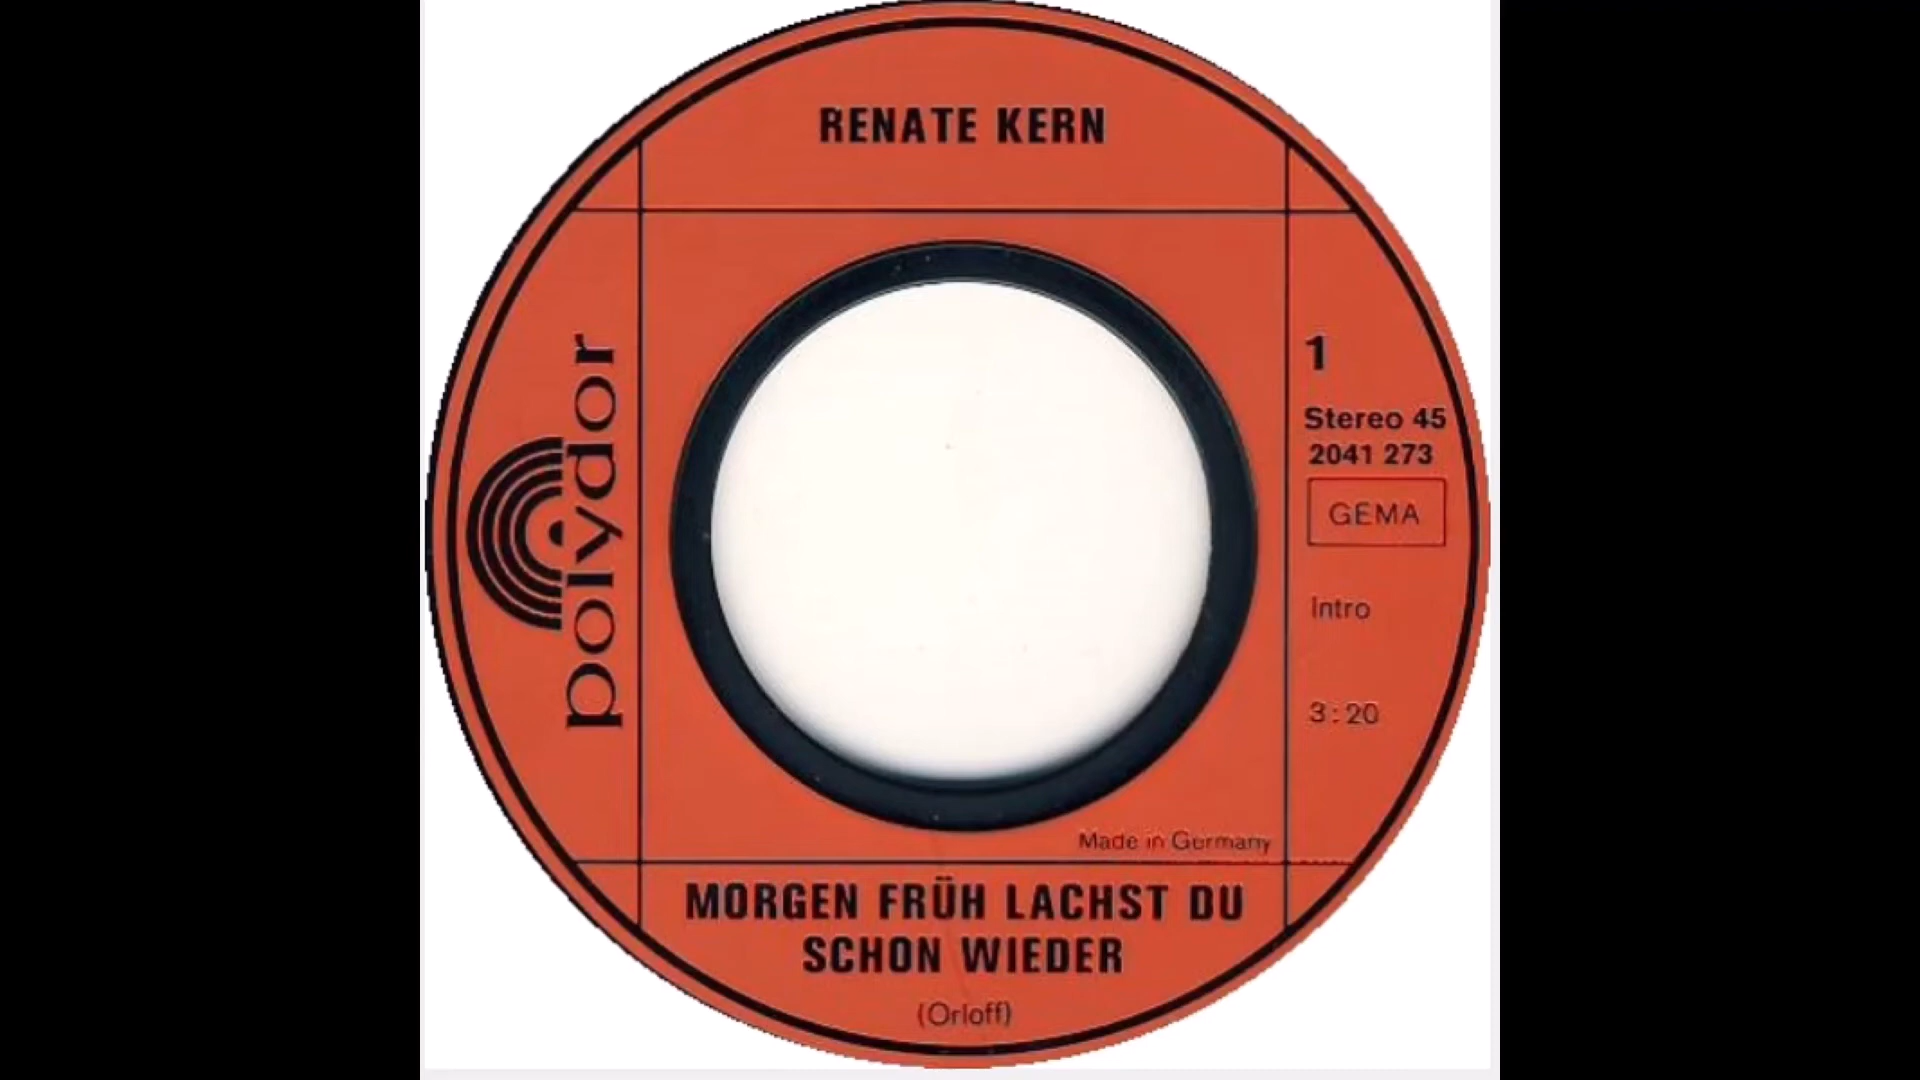 RENATE KERN
polydor
1
Stereo 45
2041 273
GEMA
Intro
3:20
Made in Germany
MORGEN FRÜH LACHST DU
SCHON WIEDER
(Orloff)